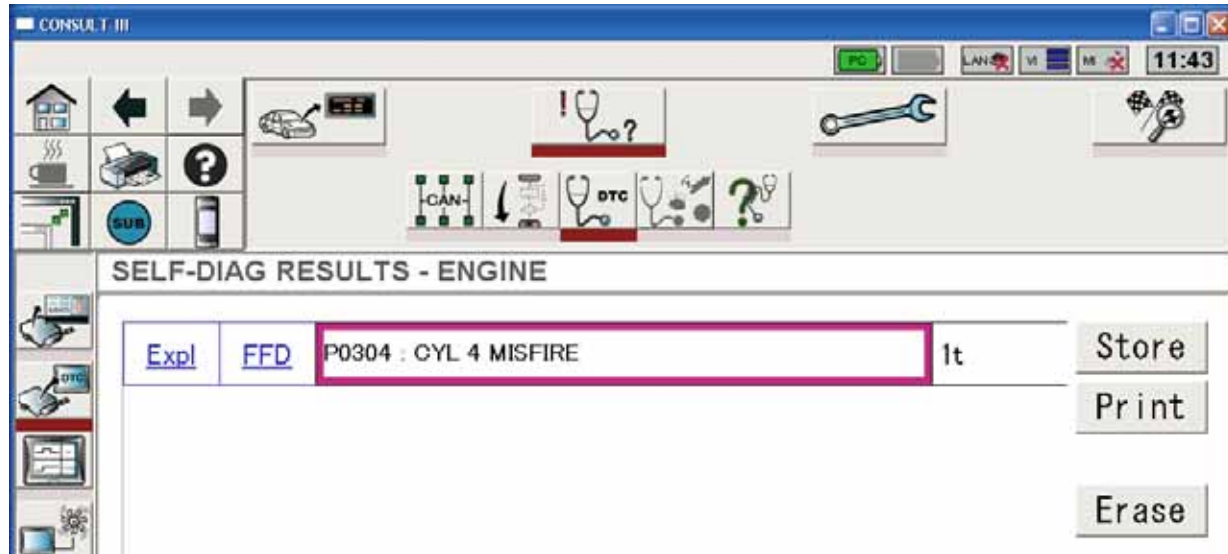 CONSULT-III
PC LAN VI MI 11:43
CAN DTC
SUB
SELF-DIAG RESULTS - ENGINE
DTC
Expl FFD P0304 : CYL 4 MISFIRE 1t
Store
Print
Erase